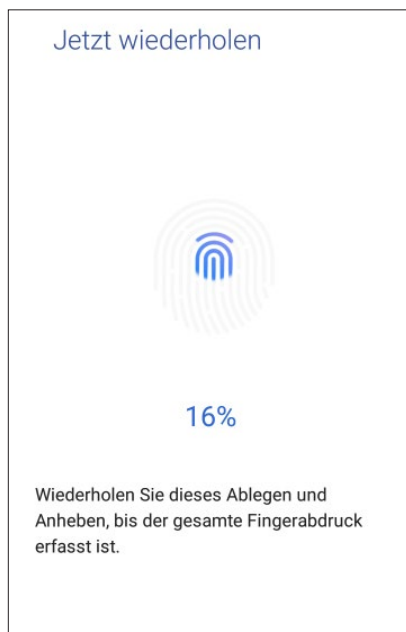 Jetzt wiederholen
16%
Wiederholen Sie dieses Ablegen und
Anheben, bis der gesamte Fingerabdruck
erfasst ist.